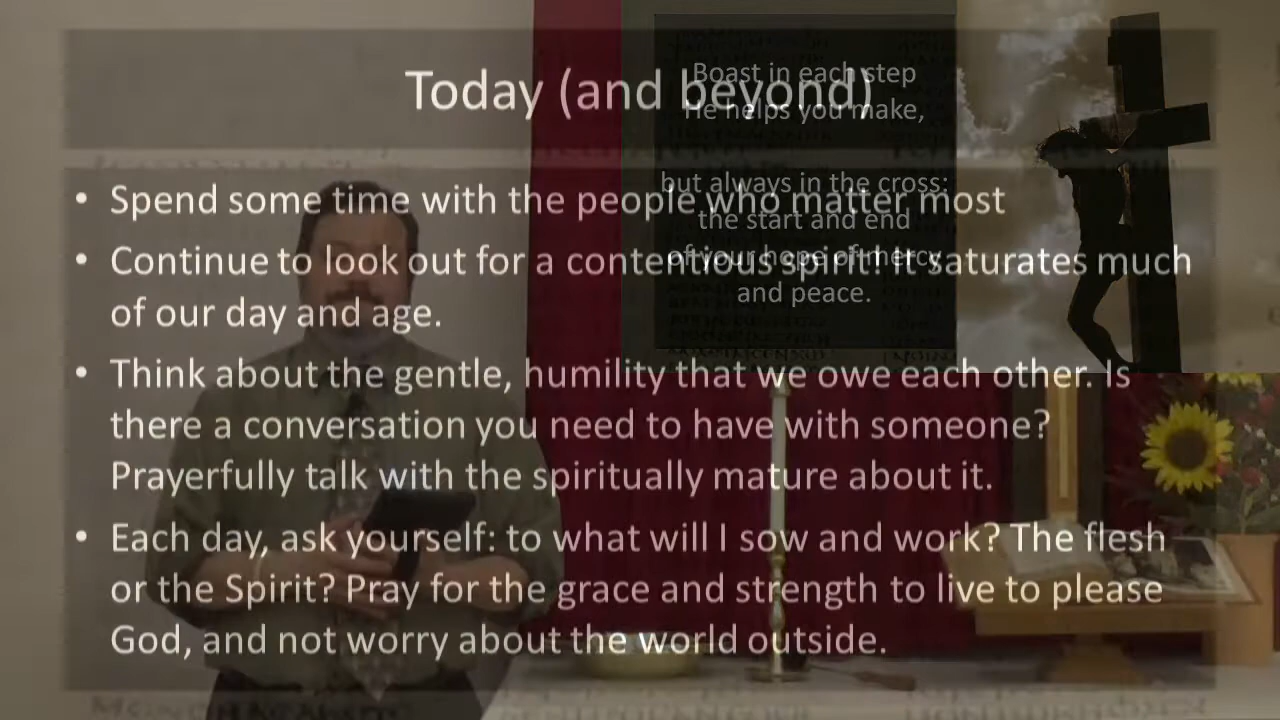 Today (and beyond)
• Spend some time with the people who matter most
• Continue to look out for a contentious spirit! It saturates much
of our day and age.
• Think about the gentle, humility that we owe each other. Is
there a conversation you need to have with someone?
Prayerfully talk with the spiritually mature about it.
• Each day, ask yourself: to what will I sow and work? The flesh
or the Spirit? Pray for the grace and strength to live to please
God, and not worry about the world outside.
Boast in each step
He helps you make,
but always in the cross:
the start and end
of your hope of mercy
and peace.